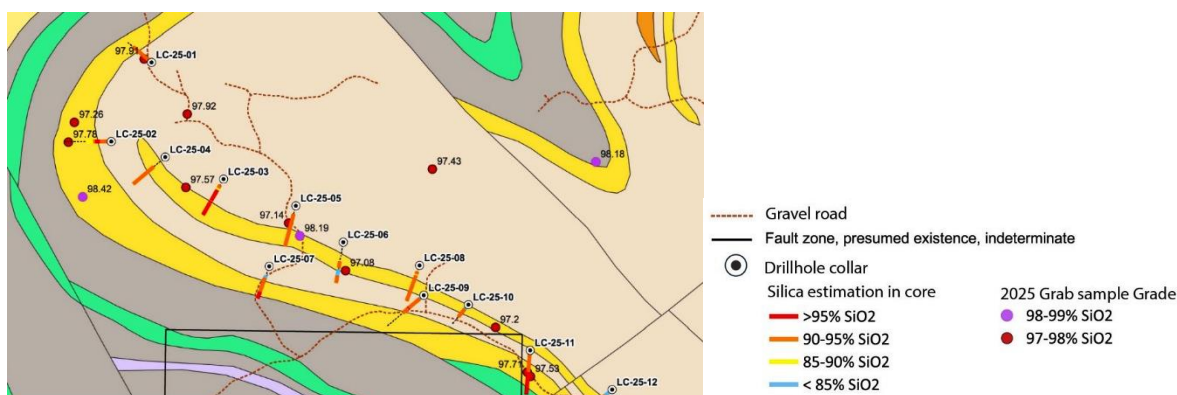 97.91
LC-25-01
97.92
97.26
97.78
LC-25-02
LC-25-04
97.43
98.18
98.42
97.57
LC-25-03
LC-25-05
97.14
98.19
LC-25-06
97.08
LC-25-07
LC-25-08
LC-25-09
LC-25-10
97.2
LC-25-11
97.71
97.53
LC-25-12
Gravel road
Fault zone, presumed existence, indeterminate
Drillhole collar
Silica estimation in core
>95% SiO2
90-95% SiO2
85-90% SiO2
< 85% SiO2
2025 Grab sample Grade
98-99% SiO2
97-98% SiO2